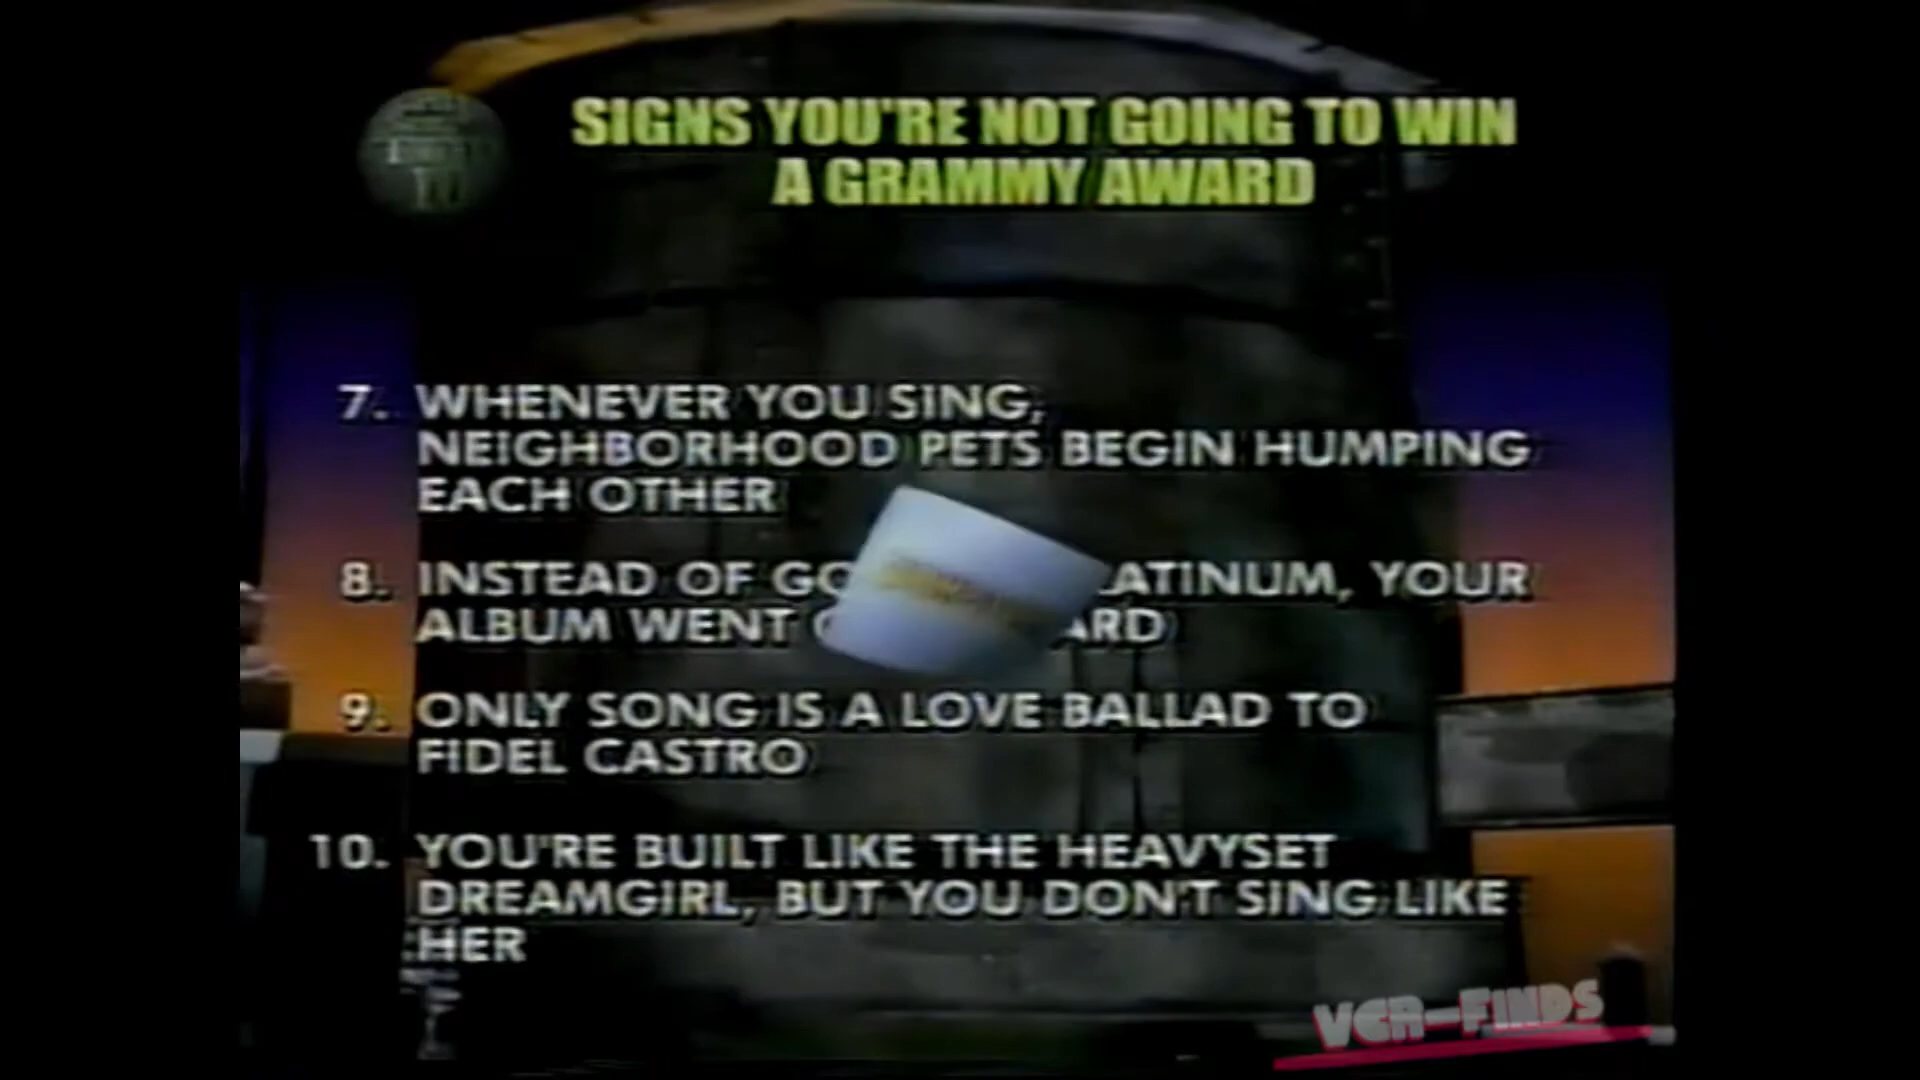 SIGNS YOU'RE NOT GOING TO WIN
A GRAMMY AWARD
7. WHENEVER YOU SING,
NEIGHBORHOOD PETS BEGIN HUMPING
EACH OTHER
8. INSTEAD OF YOUR
ALBUM WENT
9. ONLY SONG IS A LOVE BALLAD TO
FIDEL CASTRO
10. YOU'RE BUILT LIKE THE HEAVYSET
DREAMGIRL, BUT YOU DON'T SING LIKE
HER
VCR-FINDS